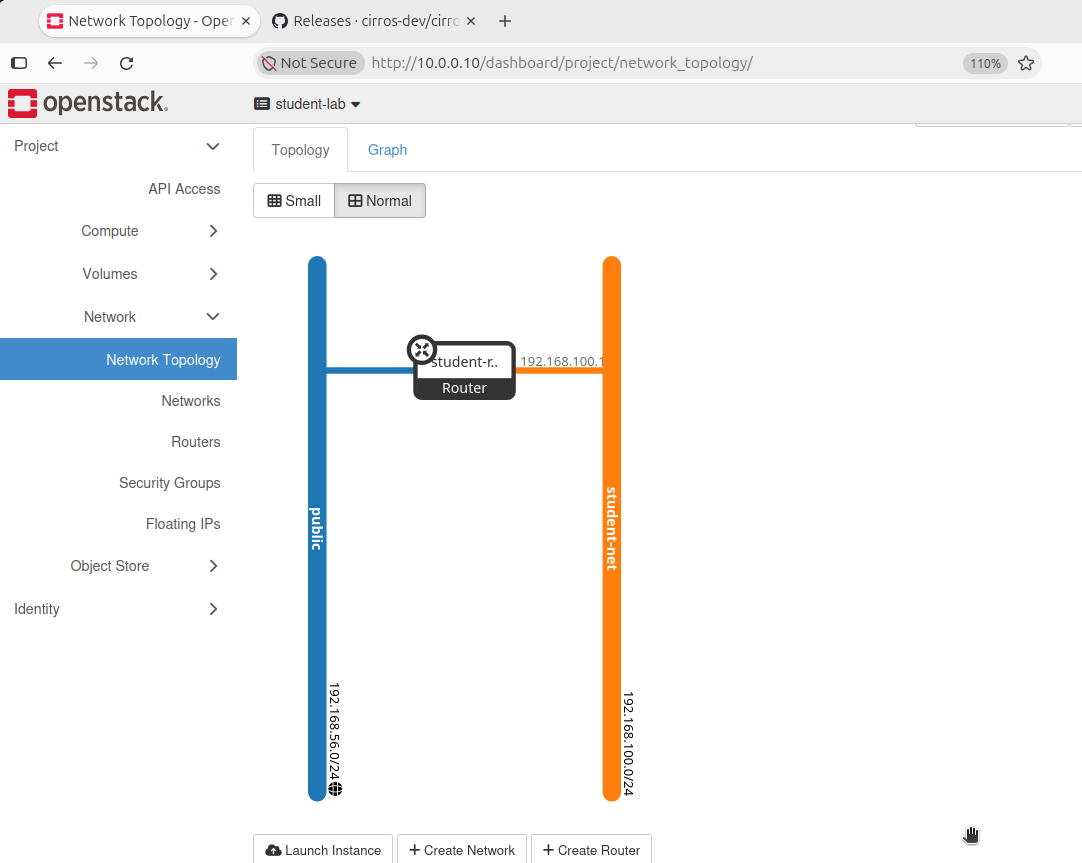 Network Topology - Oper
Releases · cirros-dev/cirro
Not Secure
http://10.0.0.10/dashboard/project/network_topology/
110%
openstack.
student-lab
Project
API Access
Compute
Volumes
Network
Network Topology
Networks
Routers
Security Groups
Floating IPs
Object Store
Identity
Topology
Graph
Small
Normal
student-r..
Router
192.168.100.1
public
192.168.56.0/24
student-net
192.168.100.0/24
Launch Instance
Create Network
Create Router